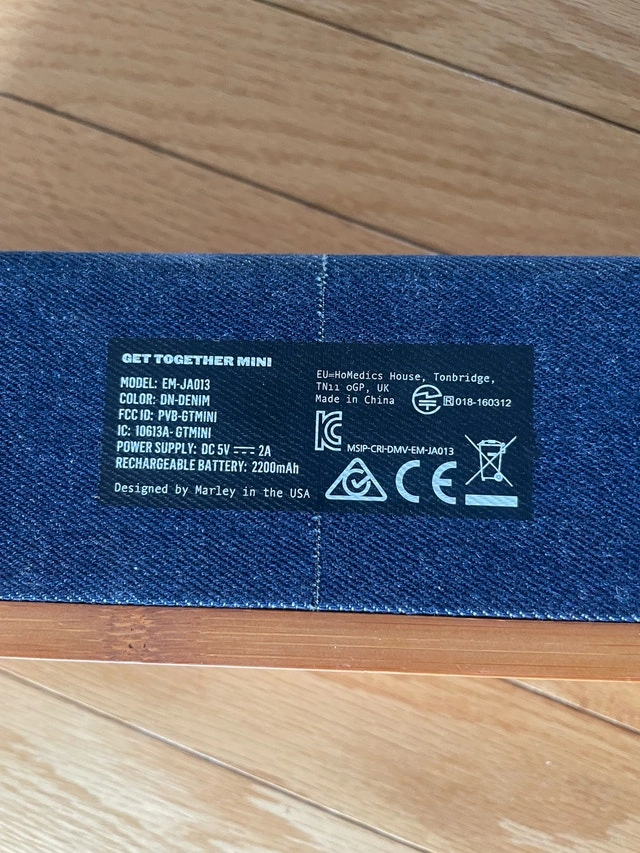 GET TOGETHER MINI
MODEL: EM-JA013
COLOR: DN-DENIM
FCC ID: PVB-GTMINI
IC: 10613A- GTMINI
POWER SUPPLY: DC 5V ⎓ 2A
RECHARGEABLE BATTERY: 2200mAh
Designed by Marley in the USA
EU=HoMedics House, Tonbridge,
TN11 0GP, UK
Made in China
R 018-160312
MSIP-CRI-DMV-EM-JA013
CE